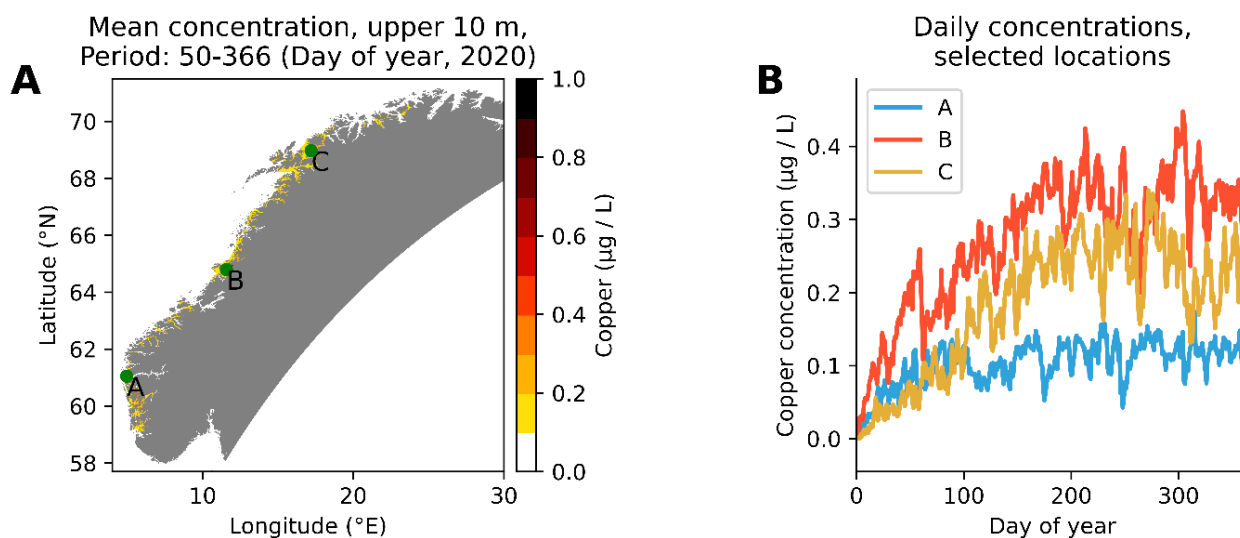 Mean concentration, upper 10 m,
Period: 50-366 (Day of year, 2020)
A
70
68
66
64
62
60
58
Latitude (°N)
10
20
30
Longitude (°E)
A
B
C
1.0
0.8
0.6
0.4
0.2
0.0
Copper (µg / L)
Daily concentrations,
selected locations
B
A
B
C
0.4
0.3
0.2
0.1
0.0
Copper concentration (µg / L)
0
100
200
300
Day of year